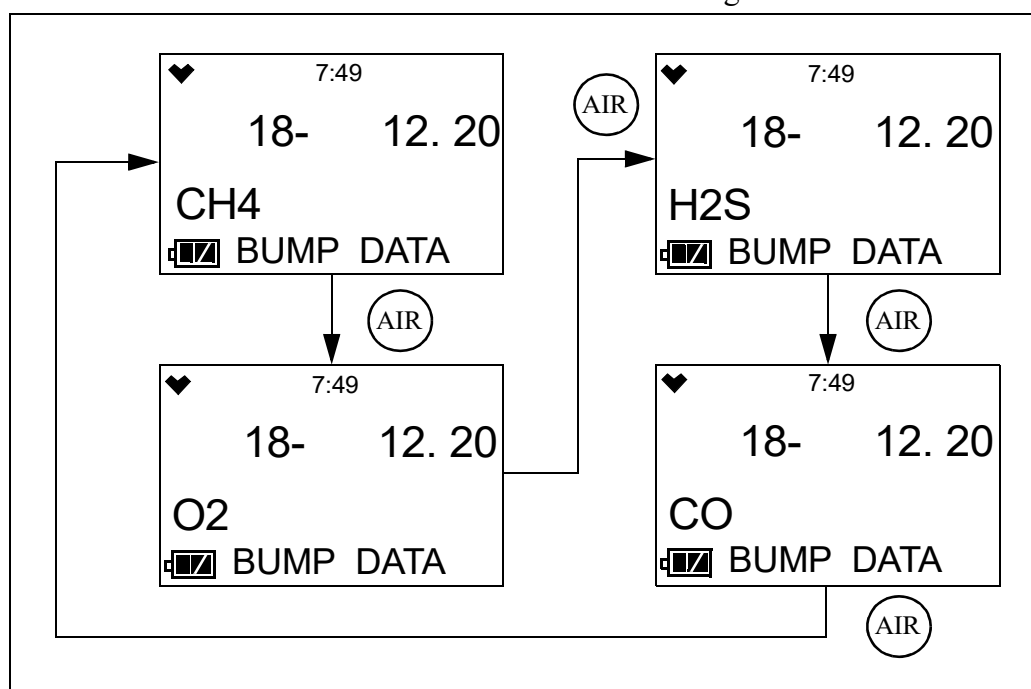 7:49
18- 12. 20
CH4
BUMP DATA
AIR
7:49
18- 12. 20
O2
BUMP DATA
AIR
7:49
18- 12. 20
H2S
BUMP DATA
AIR
7:49
18- 12. 20
CO
BUMP DATA
AIR